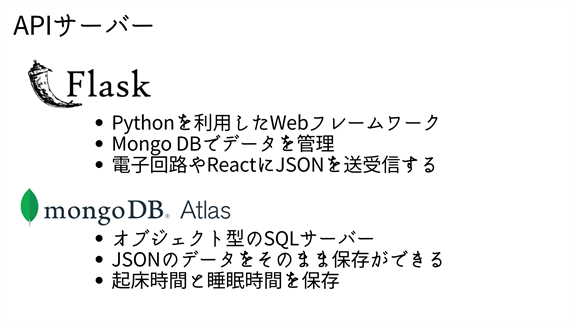 APIサーバー
Flask
• Pythonを利用したWebフレームワーク
• Mongo DBでデータを管理
• 電子回路やReactにJSONを送受信する
mongoDB® Atlas
• オブジェクト型のSQLサーバー
• JSONのデータをそのまま保存ができる
• 起床時間と睡眠時間を保存